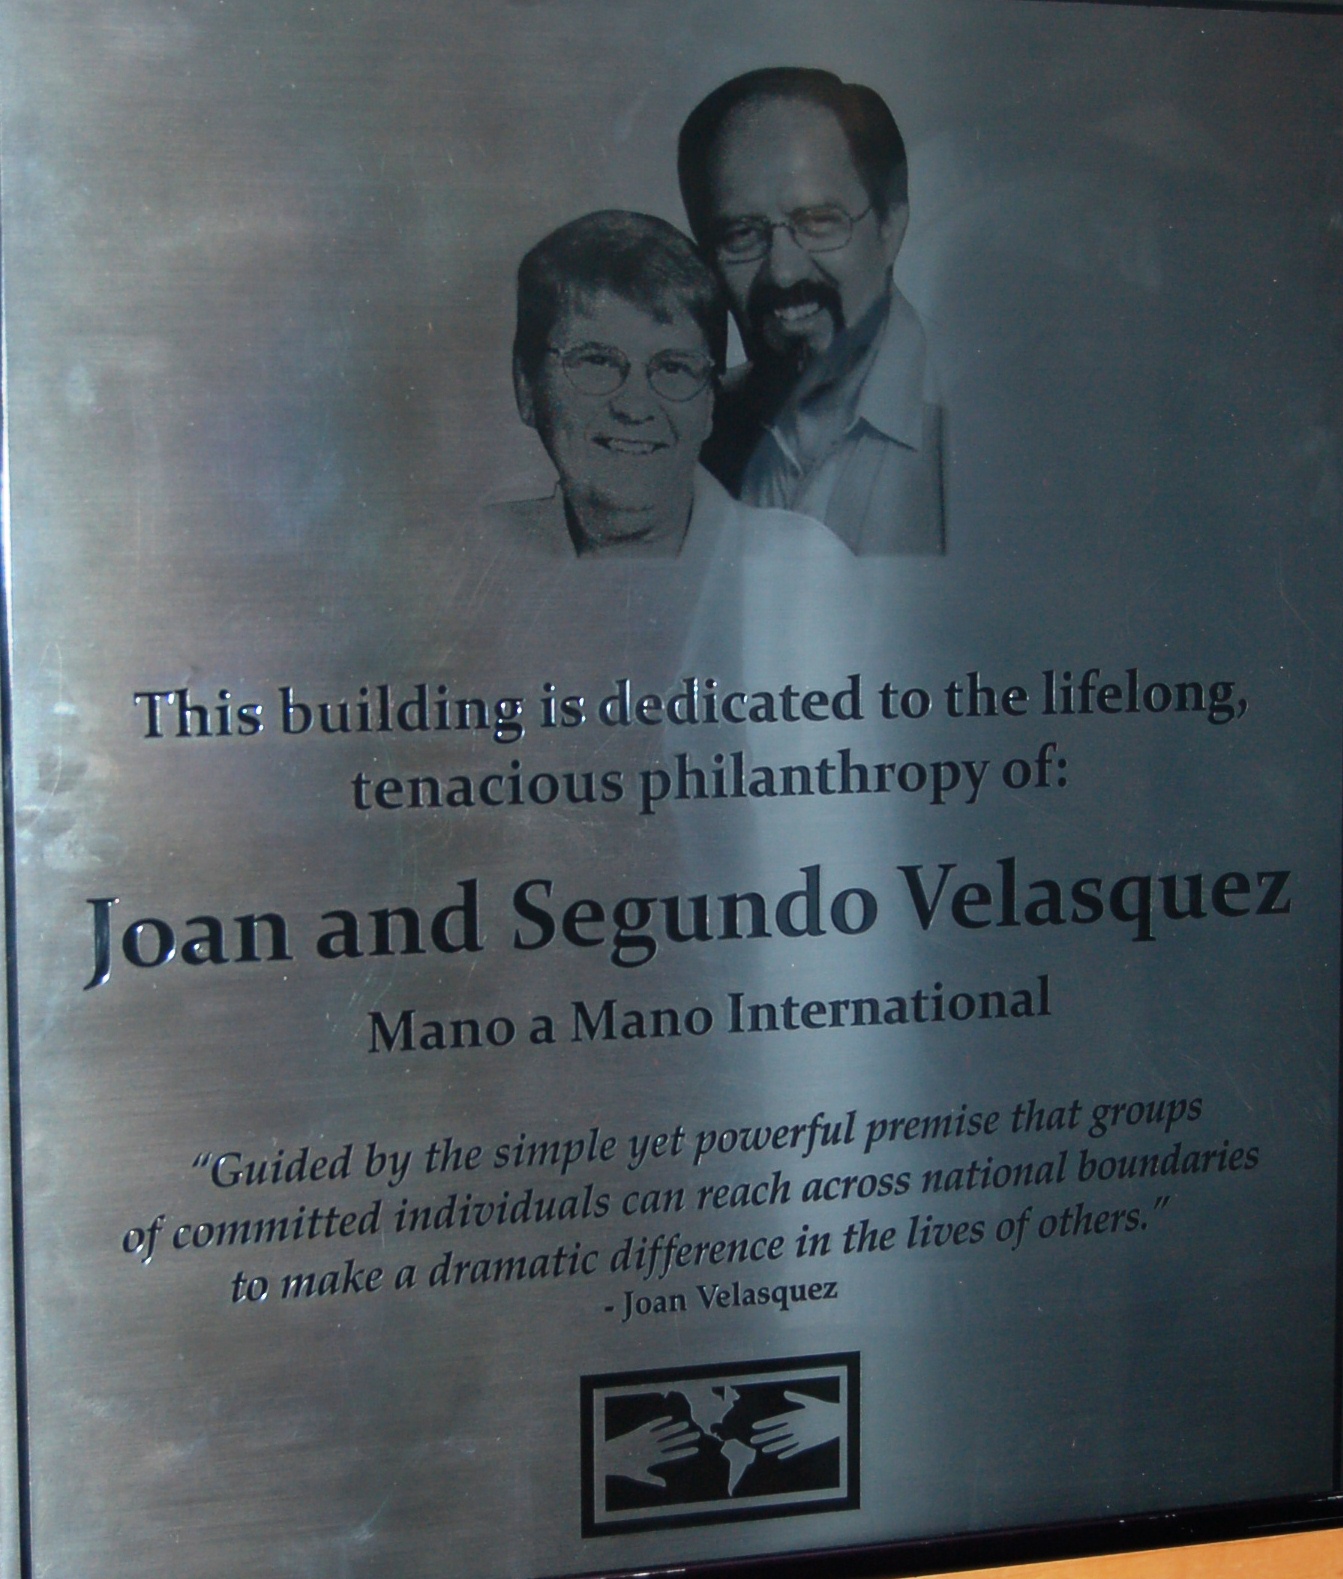 This building is dedicated to the lifelong,
tenacious philanthropy of:
Joan and Segundo Velasquez
Mano a Mano International
"Guided by the simple yet powerful premise that groups
of committed individuals can reach across national boundaries
to make a dramatic difference in the lives of others."
- Joan Velasquez